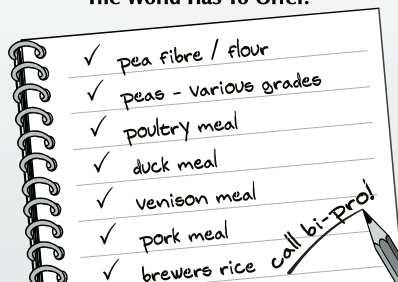 The World Has To Offer.
✓ pea fibre / flour
✓ peas - various grades
✓ poultry meal
✓ duck meal
✓ venison meal
✓ pork meal
✓ brewers rice
call bi-pro!